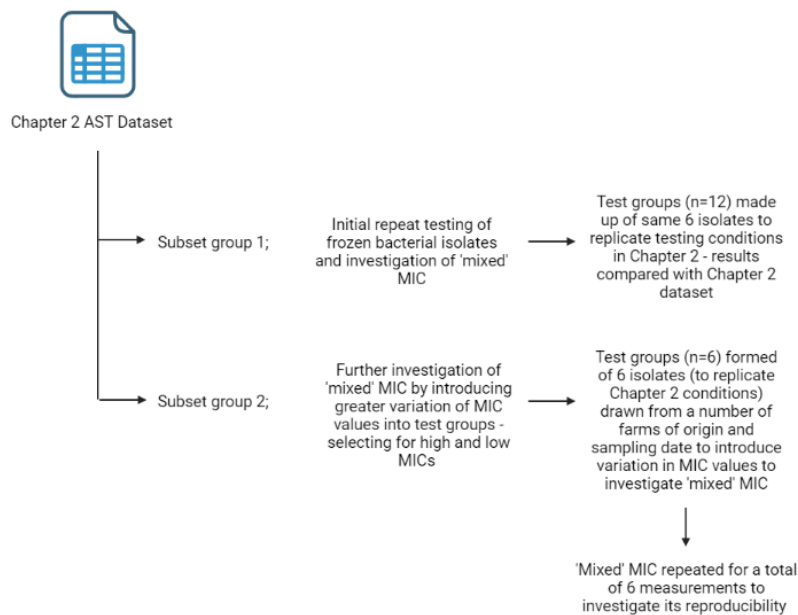 Chapter 2 AST Dataset
Subset group 1;
Initial repeat testing of
frozen bacterial isolates
and investigation of 'mixed'
MIC
Test groups (n=12) made
up of same 6 isolates to
replicate testing conditions
in Chapter 2 - results
compared with Chapter 2
dataset
Subset group 2;
Further investigation of
'mixed' MIC by introducing
greater variation of MIC
values into test groups -
selecting for high and low
MICs
Test groups (n=6) formed
of 6 isolates (to replicate
Chapter 2 conditions)
drawn from a number of
farms of origin and
sampling date to introduce
variation in MIC values to
investigate 'mixed' MIC
'Mixed' MIC repeated for a total
of 6 measurements to
investigate its reproducibility